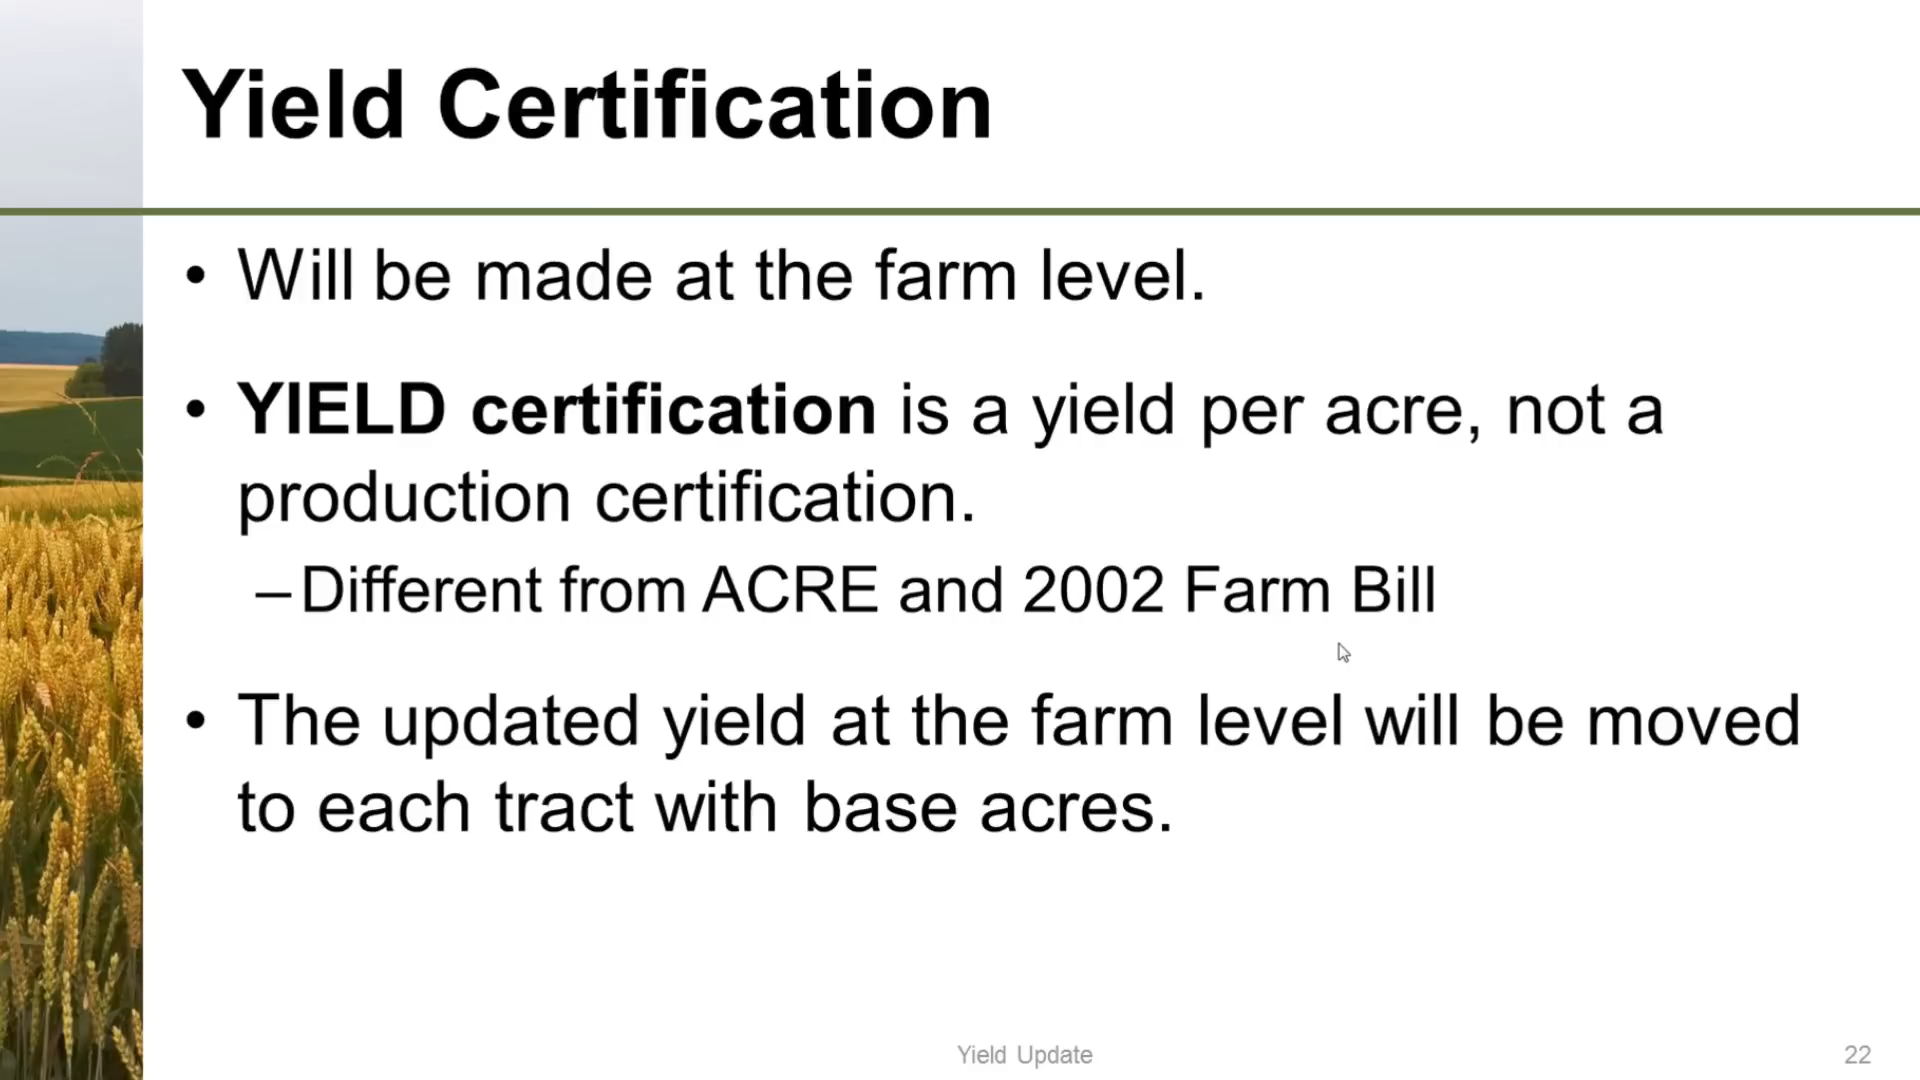 Yield Certification
• Will be made at the farm level.
• YIELD certification is a yield per acre, not a
production certification.
–Different from ACRE and 2002 Farm Bill
• The updated yield at the farm level will be moved
to each tract with base acres.
Yield Update
22